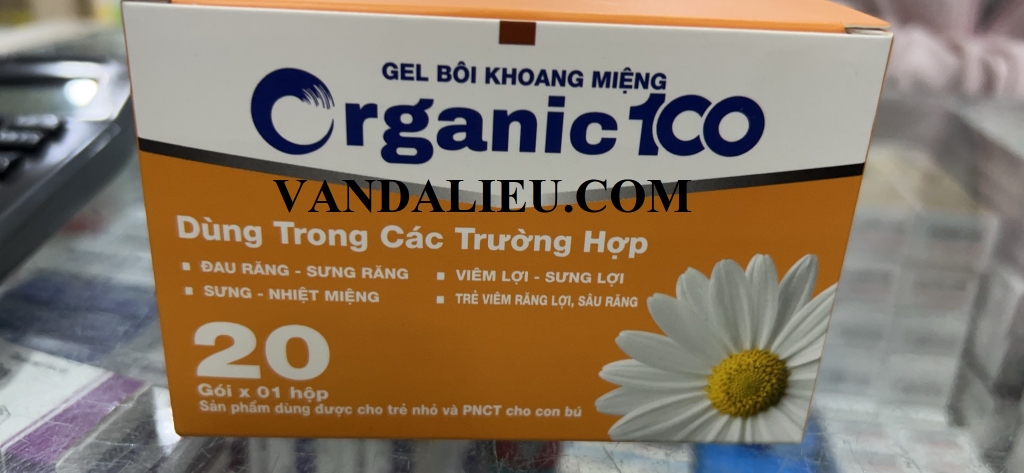 GEL BÔI KHOANG MIỆNG
Organic 100
VANDALIEU.COM
Dùng Trong Các Trường Hợp
▪ ĐAU RĂNG - SƯNG RĂNG
▪ VIÊM LỢI - SƯNG LỢI
▪ SƯNG - NHIỆT MIỆNG
▪ TRẺ VIÊM RĂNG LỢI, SÂU RĂNG
20
Gói x 01 hộp
Sản phẩm dùng được cho trẻ nhỏ và PNCT cho con bú